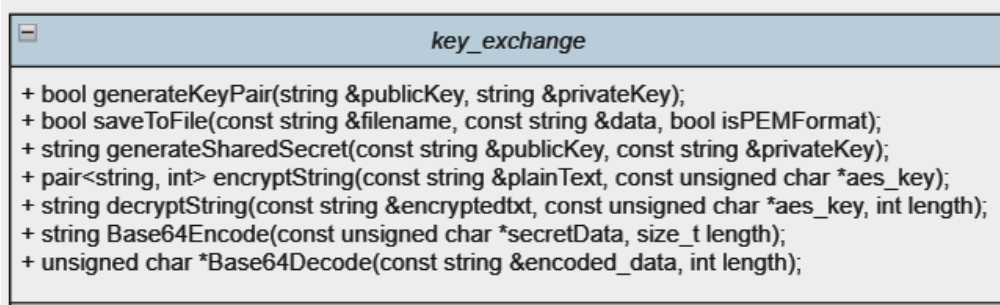 key_exchange
+ bool generateKeyPair(string &publicKey, string &privateKey);
+ bool saveToFile(const string &filename, const string &data, bool isPEMFormat);
+ string generateSharedSecret(const string &publicKey, const string &privateKey);
+ pair<string, int> encryptString(const string &plainText, const unsigned char *aes_key);
+ string decryptString(const string &encryptedtxt, const unsigned char *aes_key, int length);
+ string Base64Encode(const unsigned char *secretData, size_t length);
+ unsigned char *Base64Decode(const string &encoded_data, int length);